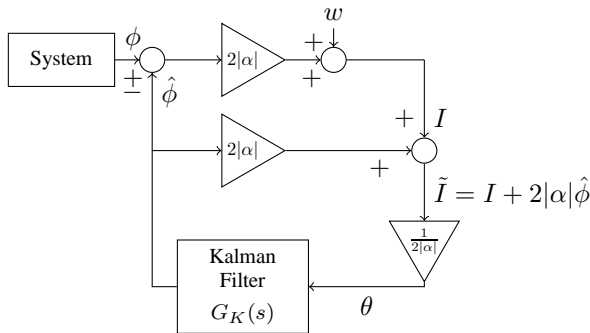 w
System
ϕ
+
−
ϕ̂
2|α|
+
+
2|α|
+
+
I
Ĩ = I + 2|α|ϕ̂
1/2|α|
Kalman
Filter
G_K(s)
θ